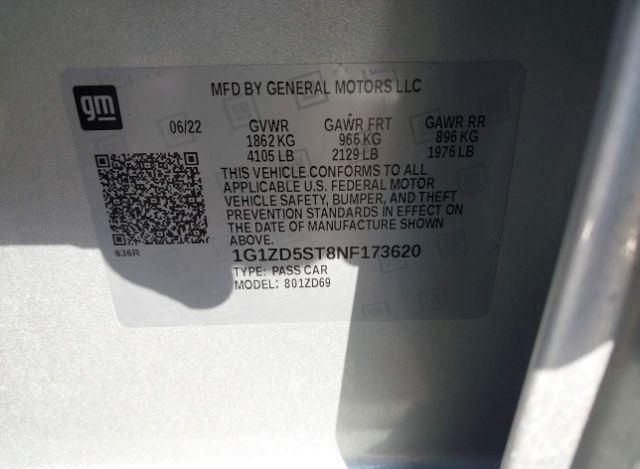 gm
MFD BY GENERAL MOTORS LLC
06/22 GVWR GAWR FRT GAWR RR
1862 KG 966 KG 896 KG
4105 LB 2129 LB 1976 LB
THIS VEHICLE CONFORMS TO ALL
APPLICABLE U.S. FEDERAL MOTOR
VEHICLE SAFETY, BUMPER, AND THEFT
PREVENTION STANDARDS IN EFFECT ON
THE DATE OF MANUFACTURE SHOWN
ABOVE.
636R
1G1ZD5ST8NF173620
TYPE: PASS CAR
MODEL: 801ZD69